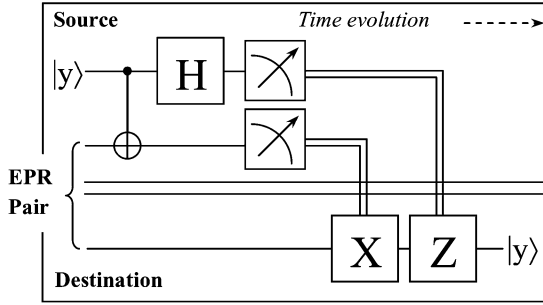 Source
Time evolution
|y⟩
H
EPR
Pair
X
Z
|y⟩
Destination